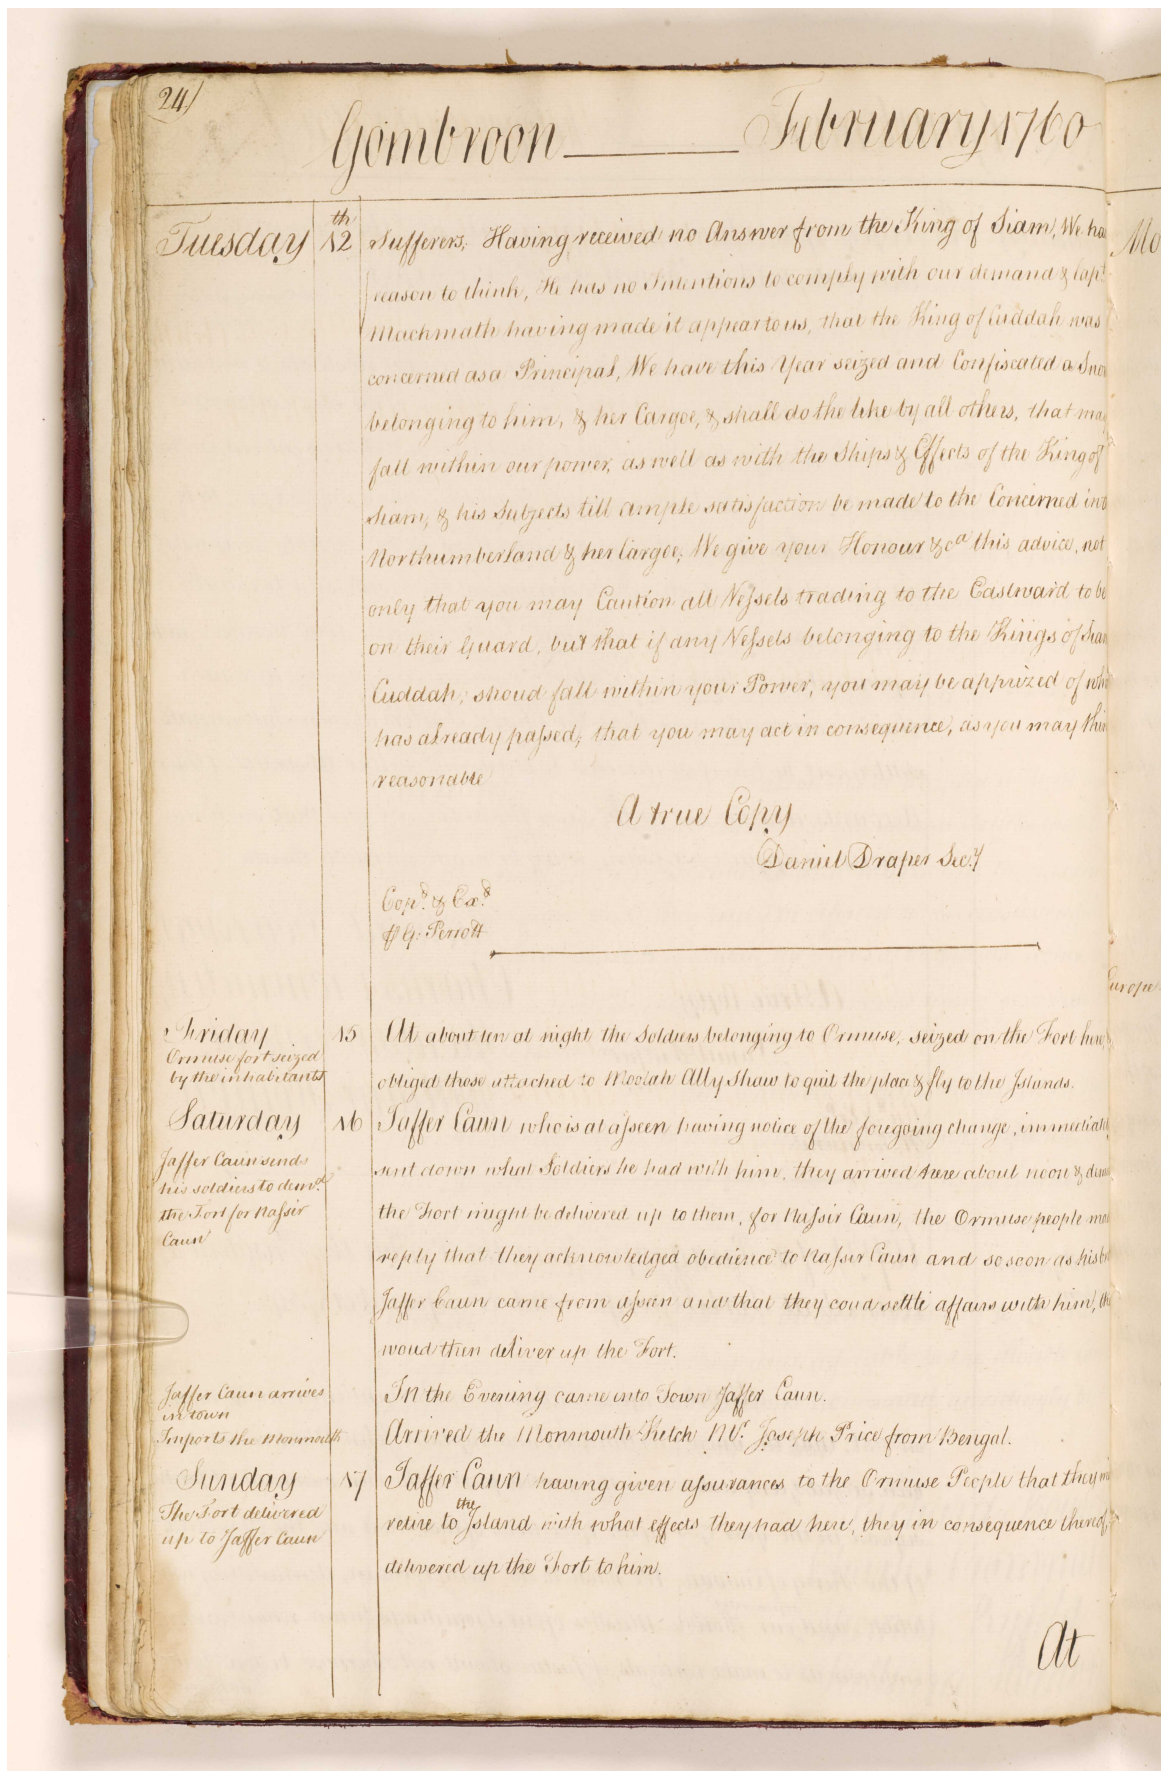 24/
Gombroon February 1760
Tuesday 12th Sufferers; Having received no Answer from the King of Siam, We ha
reason to think, He has no Intentions to comply with our demand & Capt.
Mackmath having made it appear to us, that the King of Cuddah was
concerned as a Principal, We have this Year seized and Confiscated a Snow
belonging to him, & her Cargoe, & shall do the like by all others, that may
fall within our power, as well as with the Ships & Effects of the King of
Siam, & his Subjects till ample satisfaction be made to the Concerned in
Northumberland & her Cargoe; We give your Honour &ca this advice, not
only that you may Caution all Vessels trading to the Eastward to be
on their Guard, but that if any Vessels belonging to the Kings of Siam
Cuddah; shoud fall within your Power, you may be apprized of wh
has already passed; that you may act in consequence, as you may thin
reasonable
A true Copy
Daniel Draper Secy
Copd. & Exd.
G: Perrott
Friday 15 At about ten at night the Soldiers belonging to Ormuse, seized on the Fort here,
Ormuse fort seized
by the inhabitants
obliged those attached to Moolah Ally Shaw to quit the place & fly to the Islands.
Saturday 16 Jaffer Caun who is at Asseen having notice of the foregoing change, immediatel
Jaffer Caun sends
his soldiers to demd.
the Fort for Nassir
Caun
sent down what Soldiers he had with him, they arrived here about noon & dem
the Fort might be delivered up to them, for Nassir Caun, the Ormuse people ma
reply that they acknowledged obedience to Nassir Caun and so soon as his b
Jaffer Caun came from Asseen and that they coud settle affairs with him, th
woud then deliver up the Fort.
Jaffer Caun arrives
in town
In the Evening came into Town Jaffer Caun.
Imports the Monmouth
Arrived the Monmouth Ketch Mr. Joseph Price from Bengal.
Sunday 17 Jaffer Caun having given assurances to the Ormuse People that they mi
The Fort delivered
up to Jaffer Caun
retire to the Island with what effects they had here, they in consequence thereof,
delivered up the Fort to him.
At
Mo
Europe